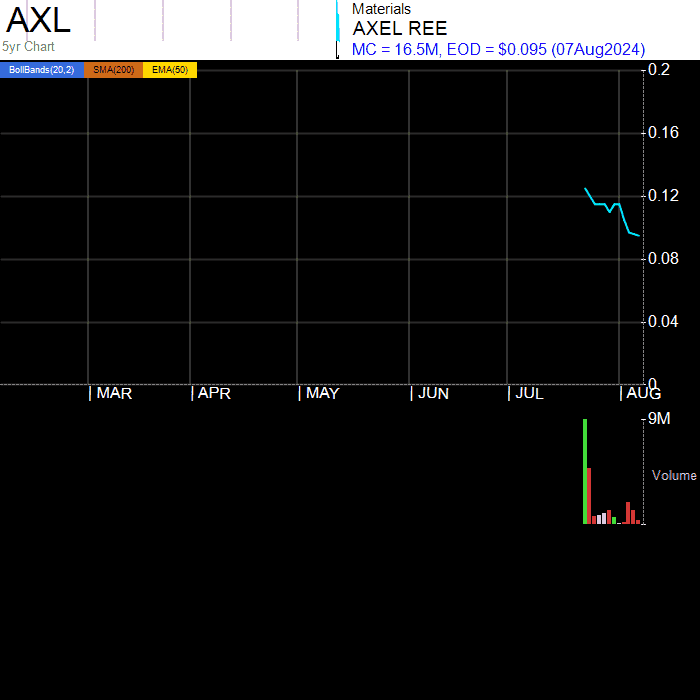 AXL
5yr Chart
Materials
AXEL REE
MC = 16.5M, EOD = $0.095 (07Aug2024)
BollBands(20,2) SMA(200) EMA(50)
0.2
0.16
0.12
0.08
0.04
0
| MAR | APR | MAY | JUN | JUL | AUG
9M
Volume